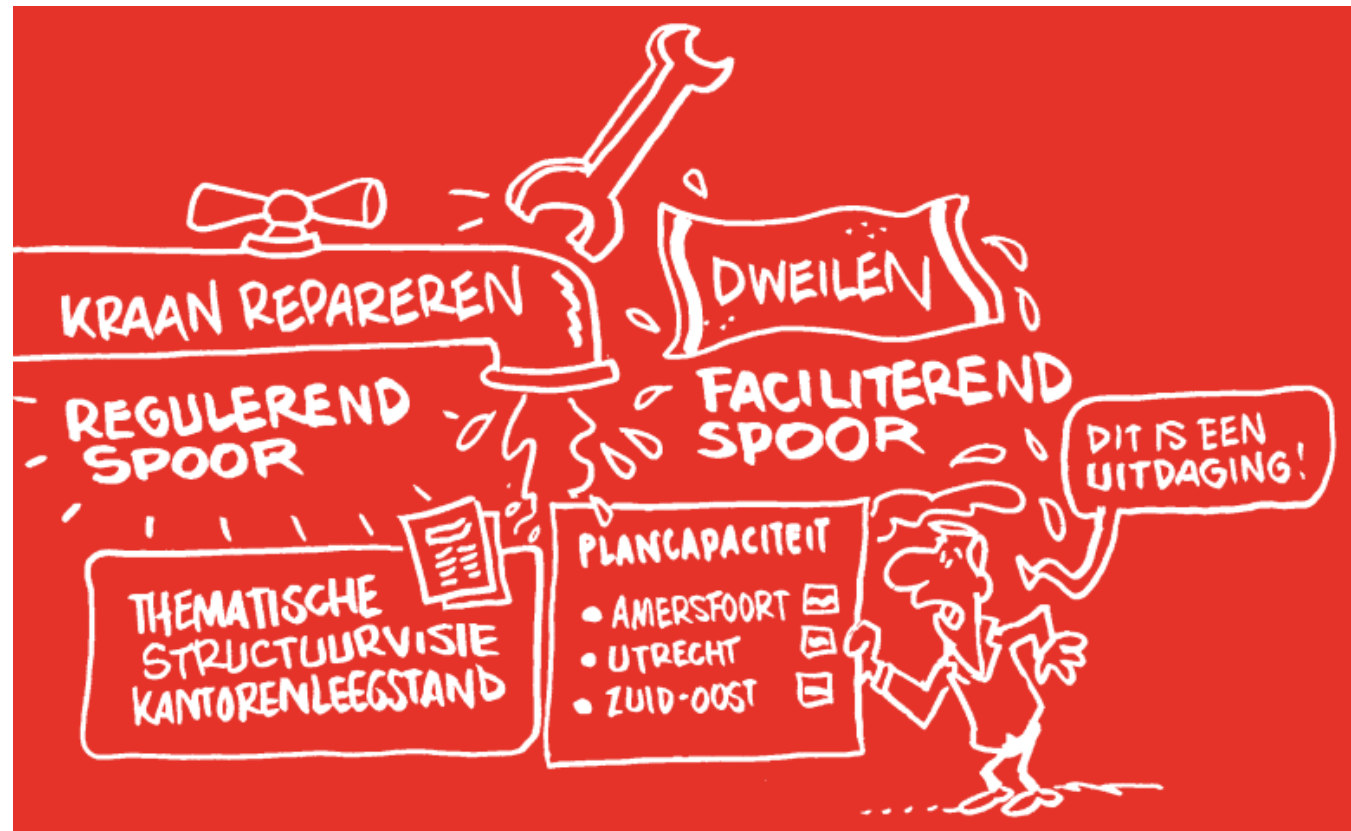 KRAAN REPAREREN
DWEILEN
REGULEREND
SPOOR
FACILITEREND
SPOOR
DIT IS EEN
UITDAGING!
THEMATISCHE
STRUCTUURVISIE
KANTORENLEEGSTAND
PLANCAPACITEIT
• AMERSFOORT
• UTRECHT
• ZUID-OOST